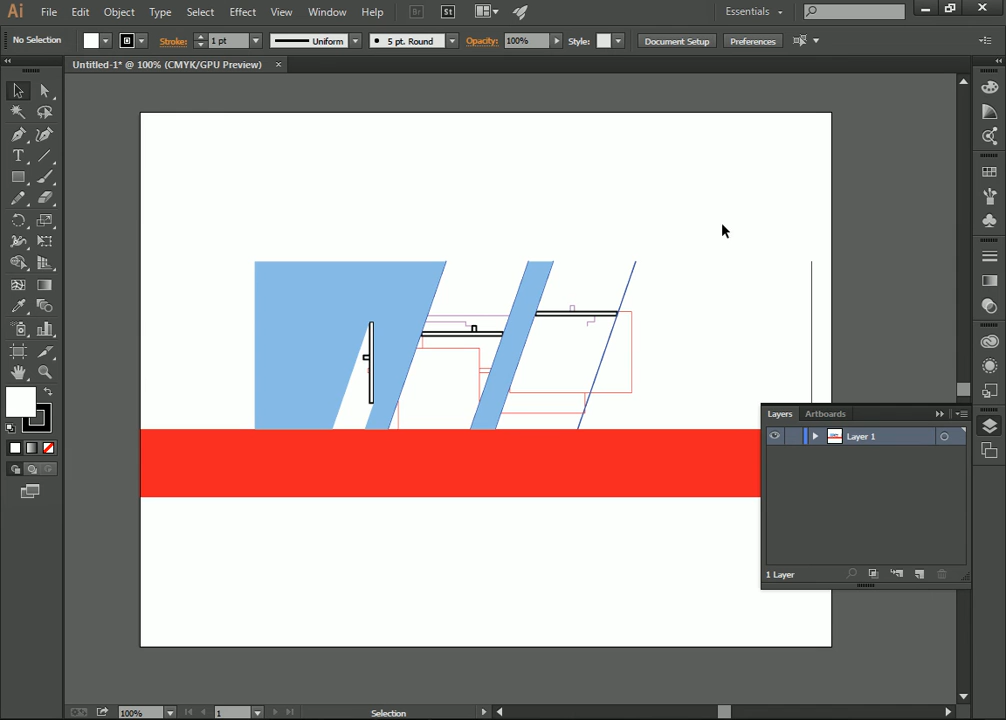 Ai File Edit Object Type Select Effect View Window Help Br St Essentials
No Selection Stroke: 1 pt Uniform 5 pt. Round Opacity: 100% Style: Document Setup Preferences
Untitled-1* @ 100% (CMYK/GPU Preview)
Layers Artboards
Layer 1
1 Layer
100% 1 Selection